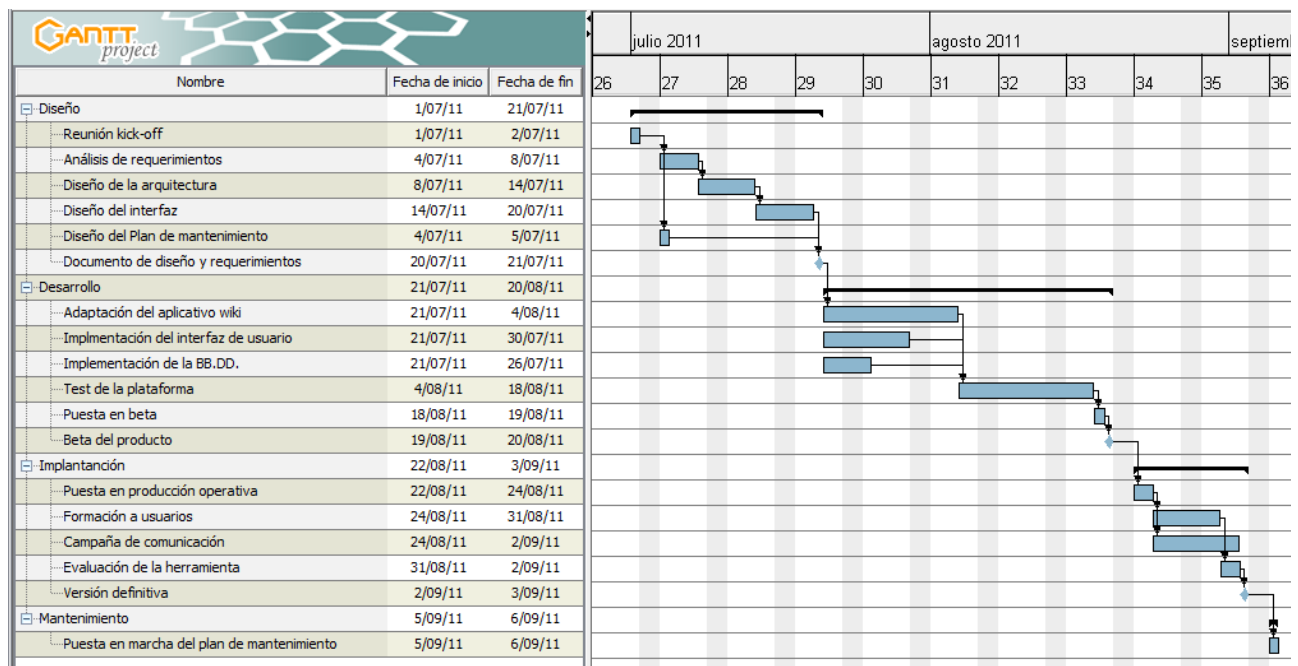 GANTT
project
julio 2011 agosto 2011 septiem
Nombre Fecha de inicio Fecha de fin 26 27 28 29 30 31 32 33 34 35 36
Diseño 1/07/11 21/07/11
Reunión kick-off 1/07/11 2/07/11
Análisis de requerimientos 4/07/11 8/07/11
Diseño de la arquitectura 8/07/11 14/07/11
Diseño del interfaz 14/07/11 20/07/11
Diseño del Plan de mantenimiento 4/07/11 5/07/11
Documento de diseño y requerimientos 20/07/11 21/07/11
Desarrollo 21/07/11 20/08/11
Adaptación del aplicativo wiki 21/07/11 4/08/11
Implmentación del interfaz de usuario 21/07/11 30/07/11
Implementación de la BB.DD. 21/07/11 26/07/11
Test de la plataforma 4/08/11 18/08/11
Puesta en beta 18/08/11 19/08/11
Beta del producto 19/08/11 20/08/11
Implantanción 22/08/11 3/09/11
Puesta en producción operativa 22/08/11 24/08/11
Formación a usuarios 24/08/11 31/08/11
Campaña de comunicación 24/08/11 2/09/11
Evaluación de la herramienta 31/08/11 2/09/11
Versión definitiva 2/09/11 3/09/11
Mantenimiento 5/09/11 6/09/11
Puesta en marcha del plan de mantenimiento 5/09/11 6/09/11